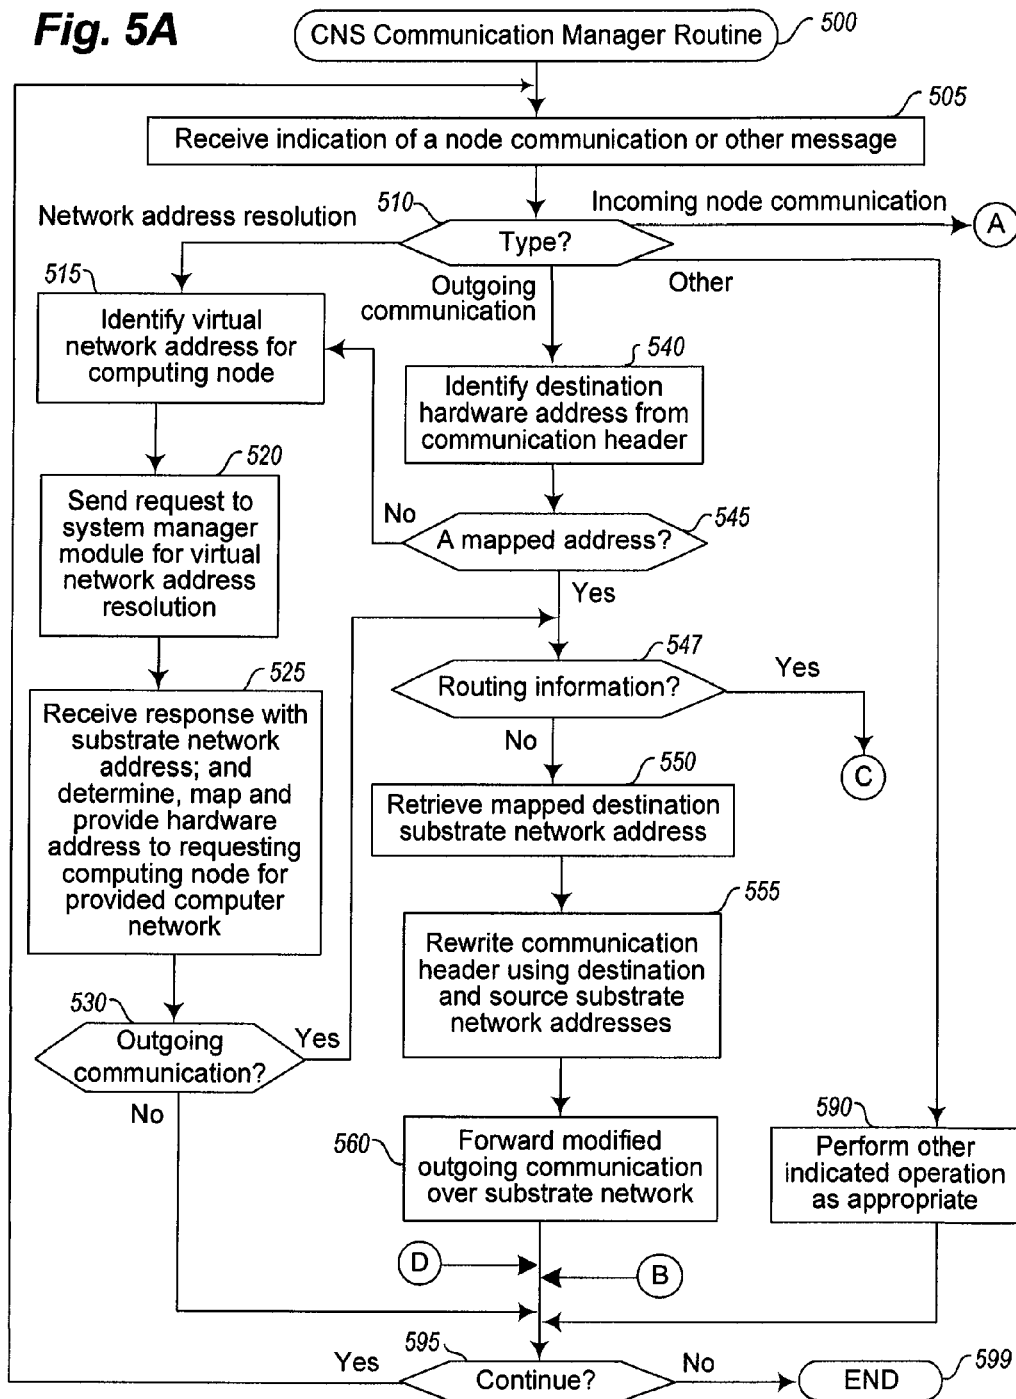 Fig. 5A
CNS Communication Manager Routine
500
505
Receive indication of a node communication or other message
Network address resolution
510
Type?
Incoming node communication
A
515
Identify virtual
network address for
computing node
Outgoing
communication
Other
540
Identify destination
hardware address from
communication header
520
Send request to
system manager
module for virtual
network address
resolution
No
A mapped address?
545
Yes
547
Routing information?
Yes
C
No
525
Receive response with
substrate network
address; and
determine, map and
provide hardware
address to requesting
computing node for
provided computer
network
550
Retrieve mapped destination
substrate network address
555
Rewrite communication
header using destination
and source substrate
network addresses
530
Outgoing
communication?
Yes
No
560
Forward modified
outgoing communication
over substrate network
590
Perform other
indicated operation
as appropriate
D
B
595
Yes
Continue?
No
END
599